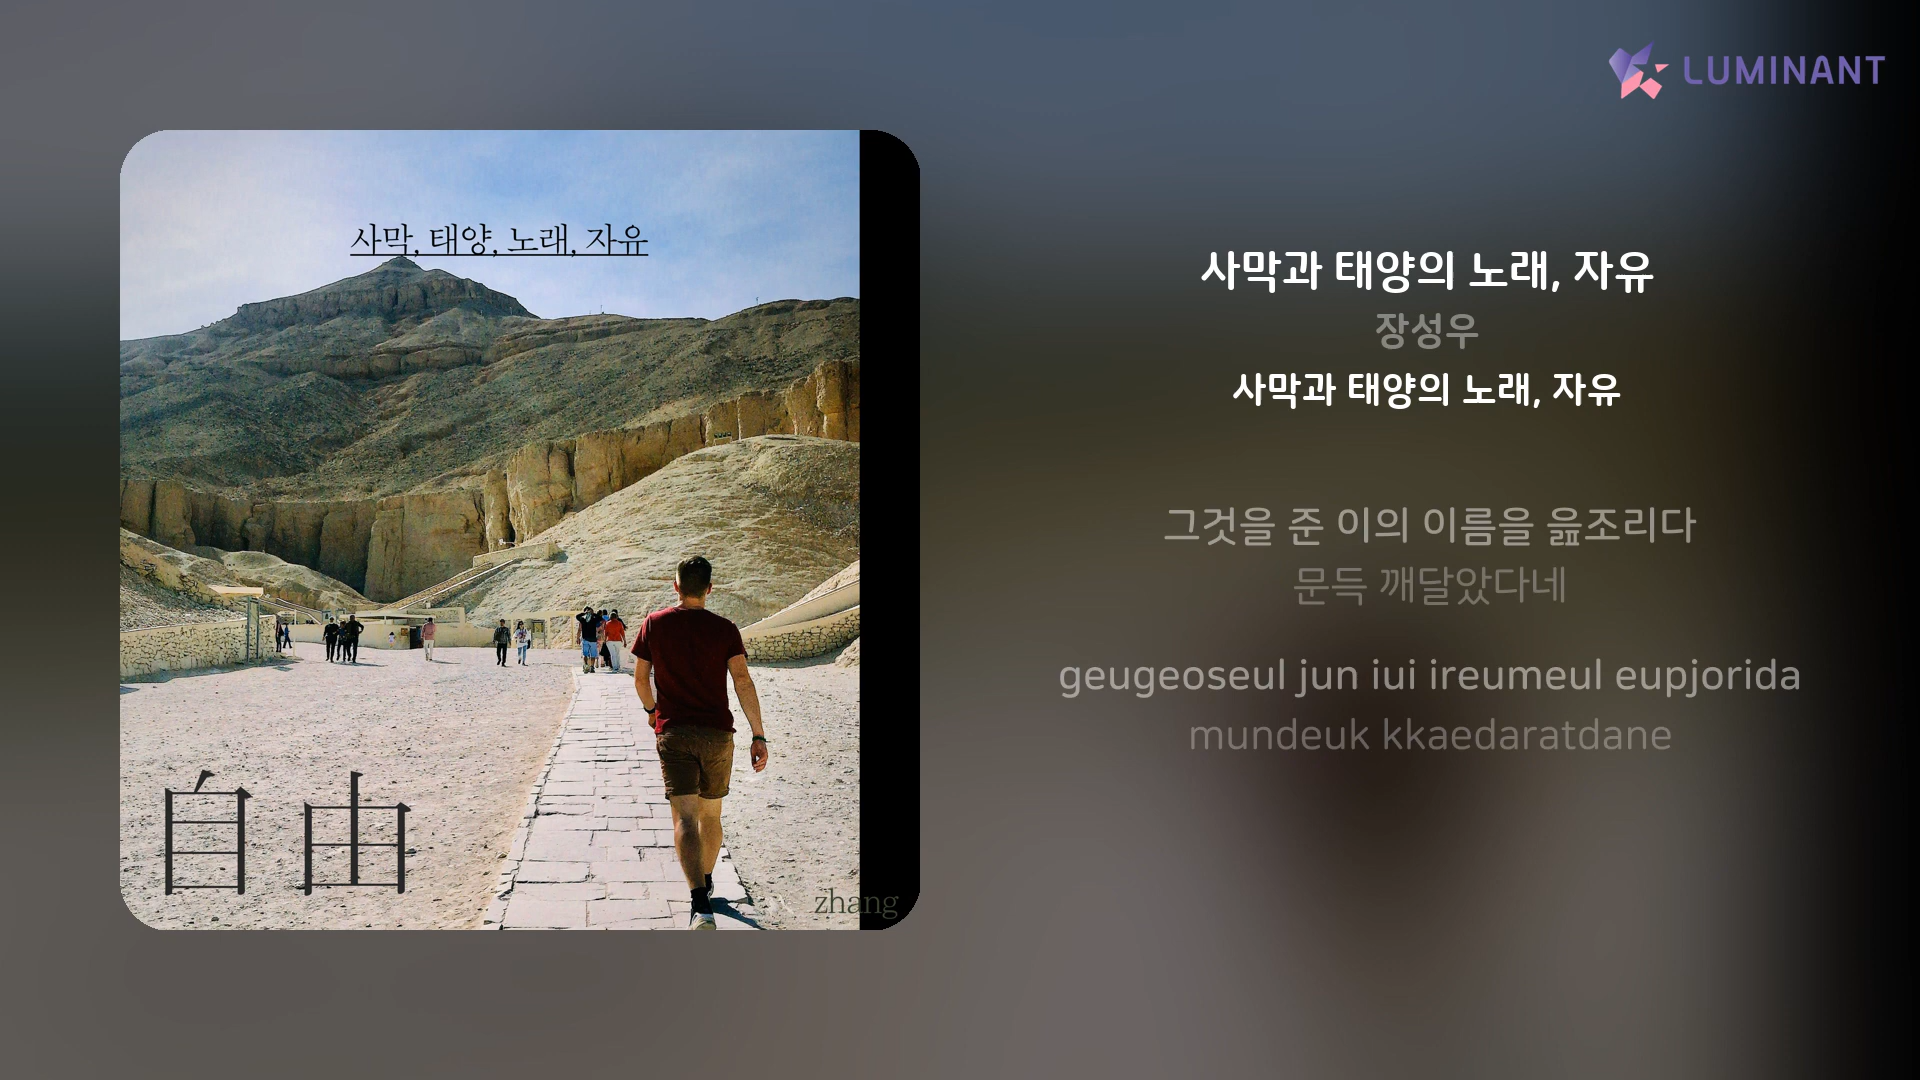 LUMINANT
사막, 태양, 노래, 자유
自由
zhang
사막과 태양의 노래, 자유
장성우
사막과 태양의 노래, 자유
그것을 준 이의 이름을 읊조리다
문득 깨달았다네
geugeoseul jun iui ireumeul eupjorida
mundeuk kkaedaratdane